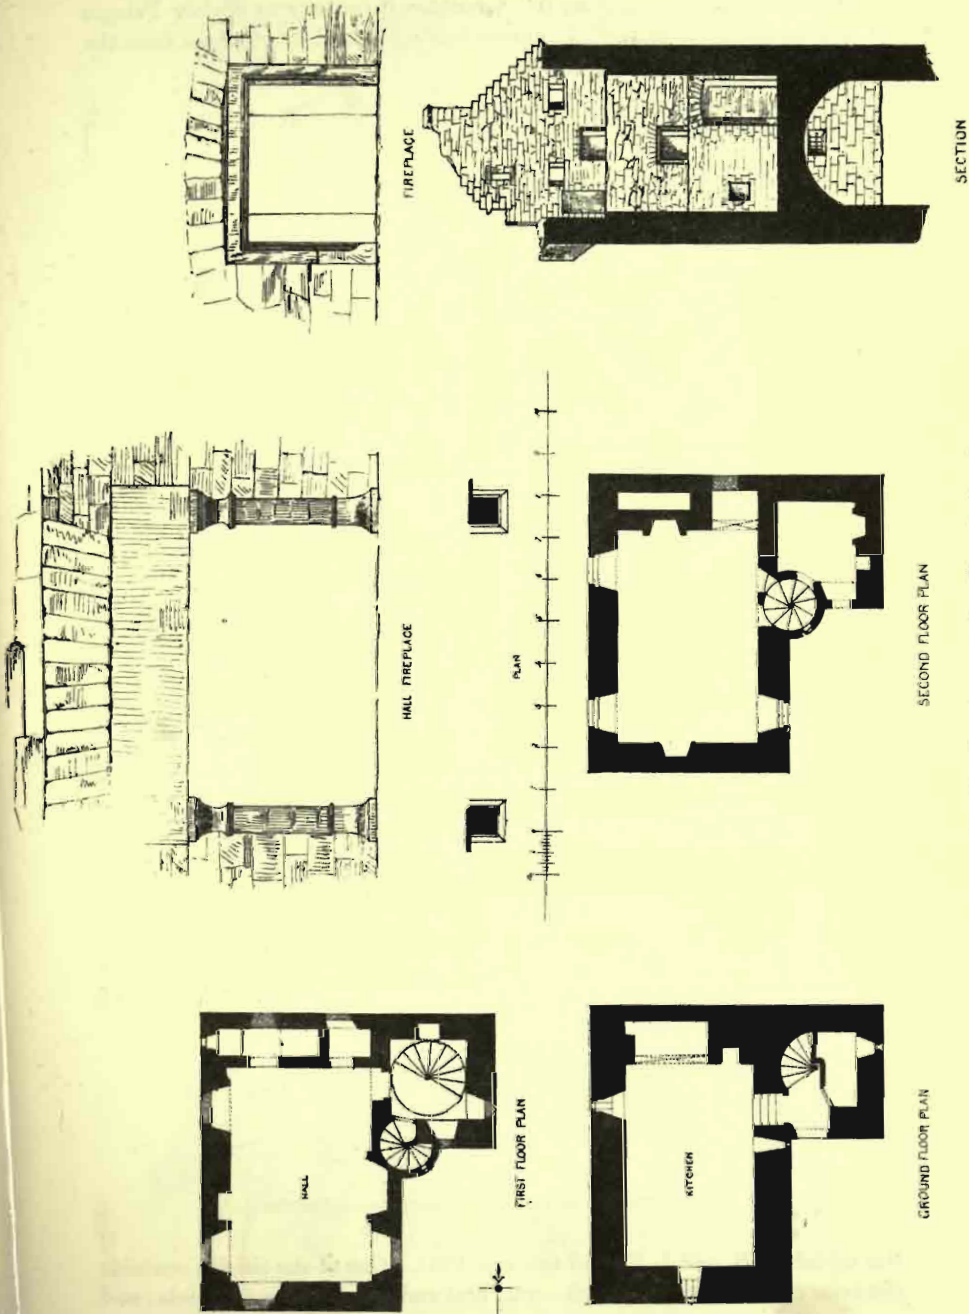 FIREPLACE
SECTION
HALL FIREPLACE
PLAN
SECOND FLOOR PLAN
HALL
FIRST FLOOR PLAN
KITCHEN
GROUND FLOOR PLAN